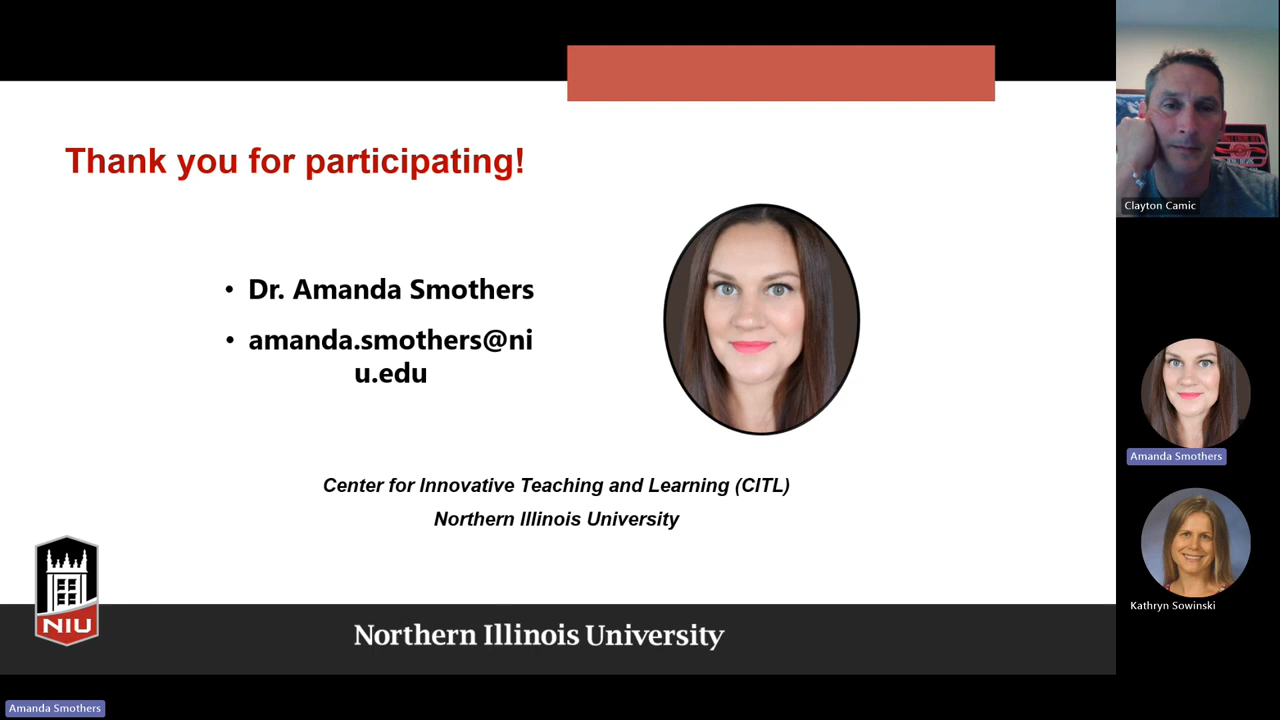 Thank you for participating!
• Dr. Amanda Smothers
• amanda.smothers@ni
u.edu
Center for Innovative Teaching and Learning (CITL)
Northern Illinois University
NIU
Northern Illinois University
Amanda Smothers
Clayton Camic
Amanda Smothers
Kathryn Sowinski